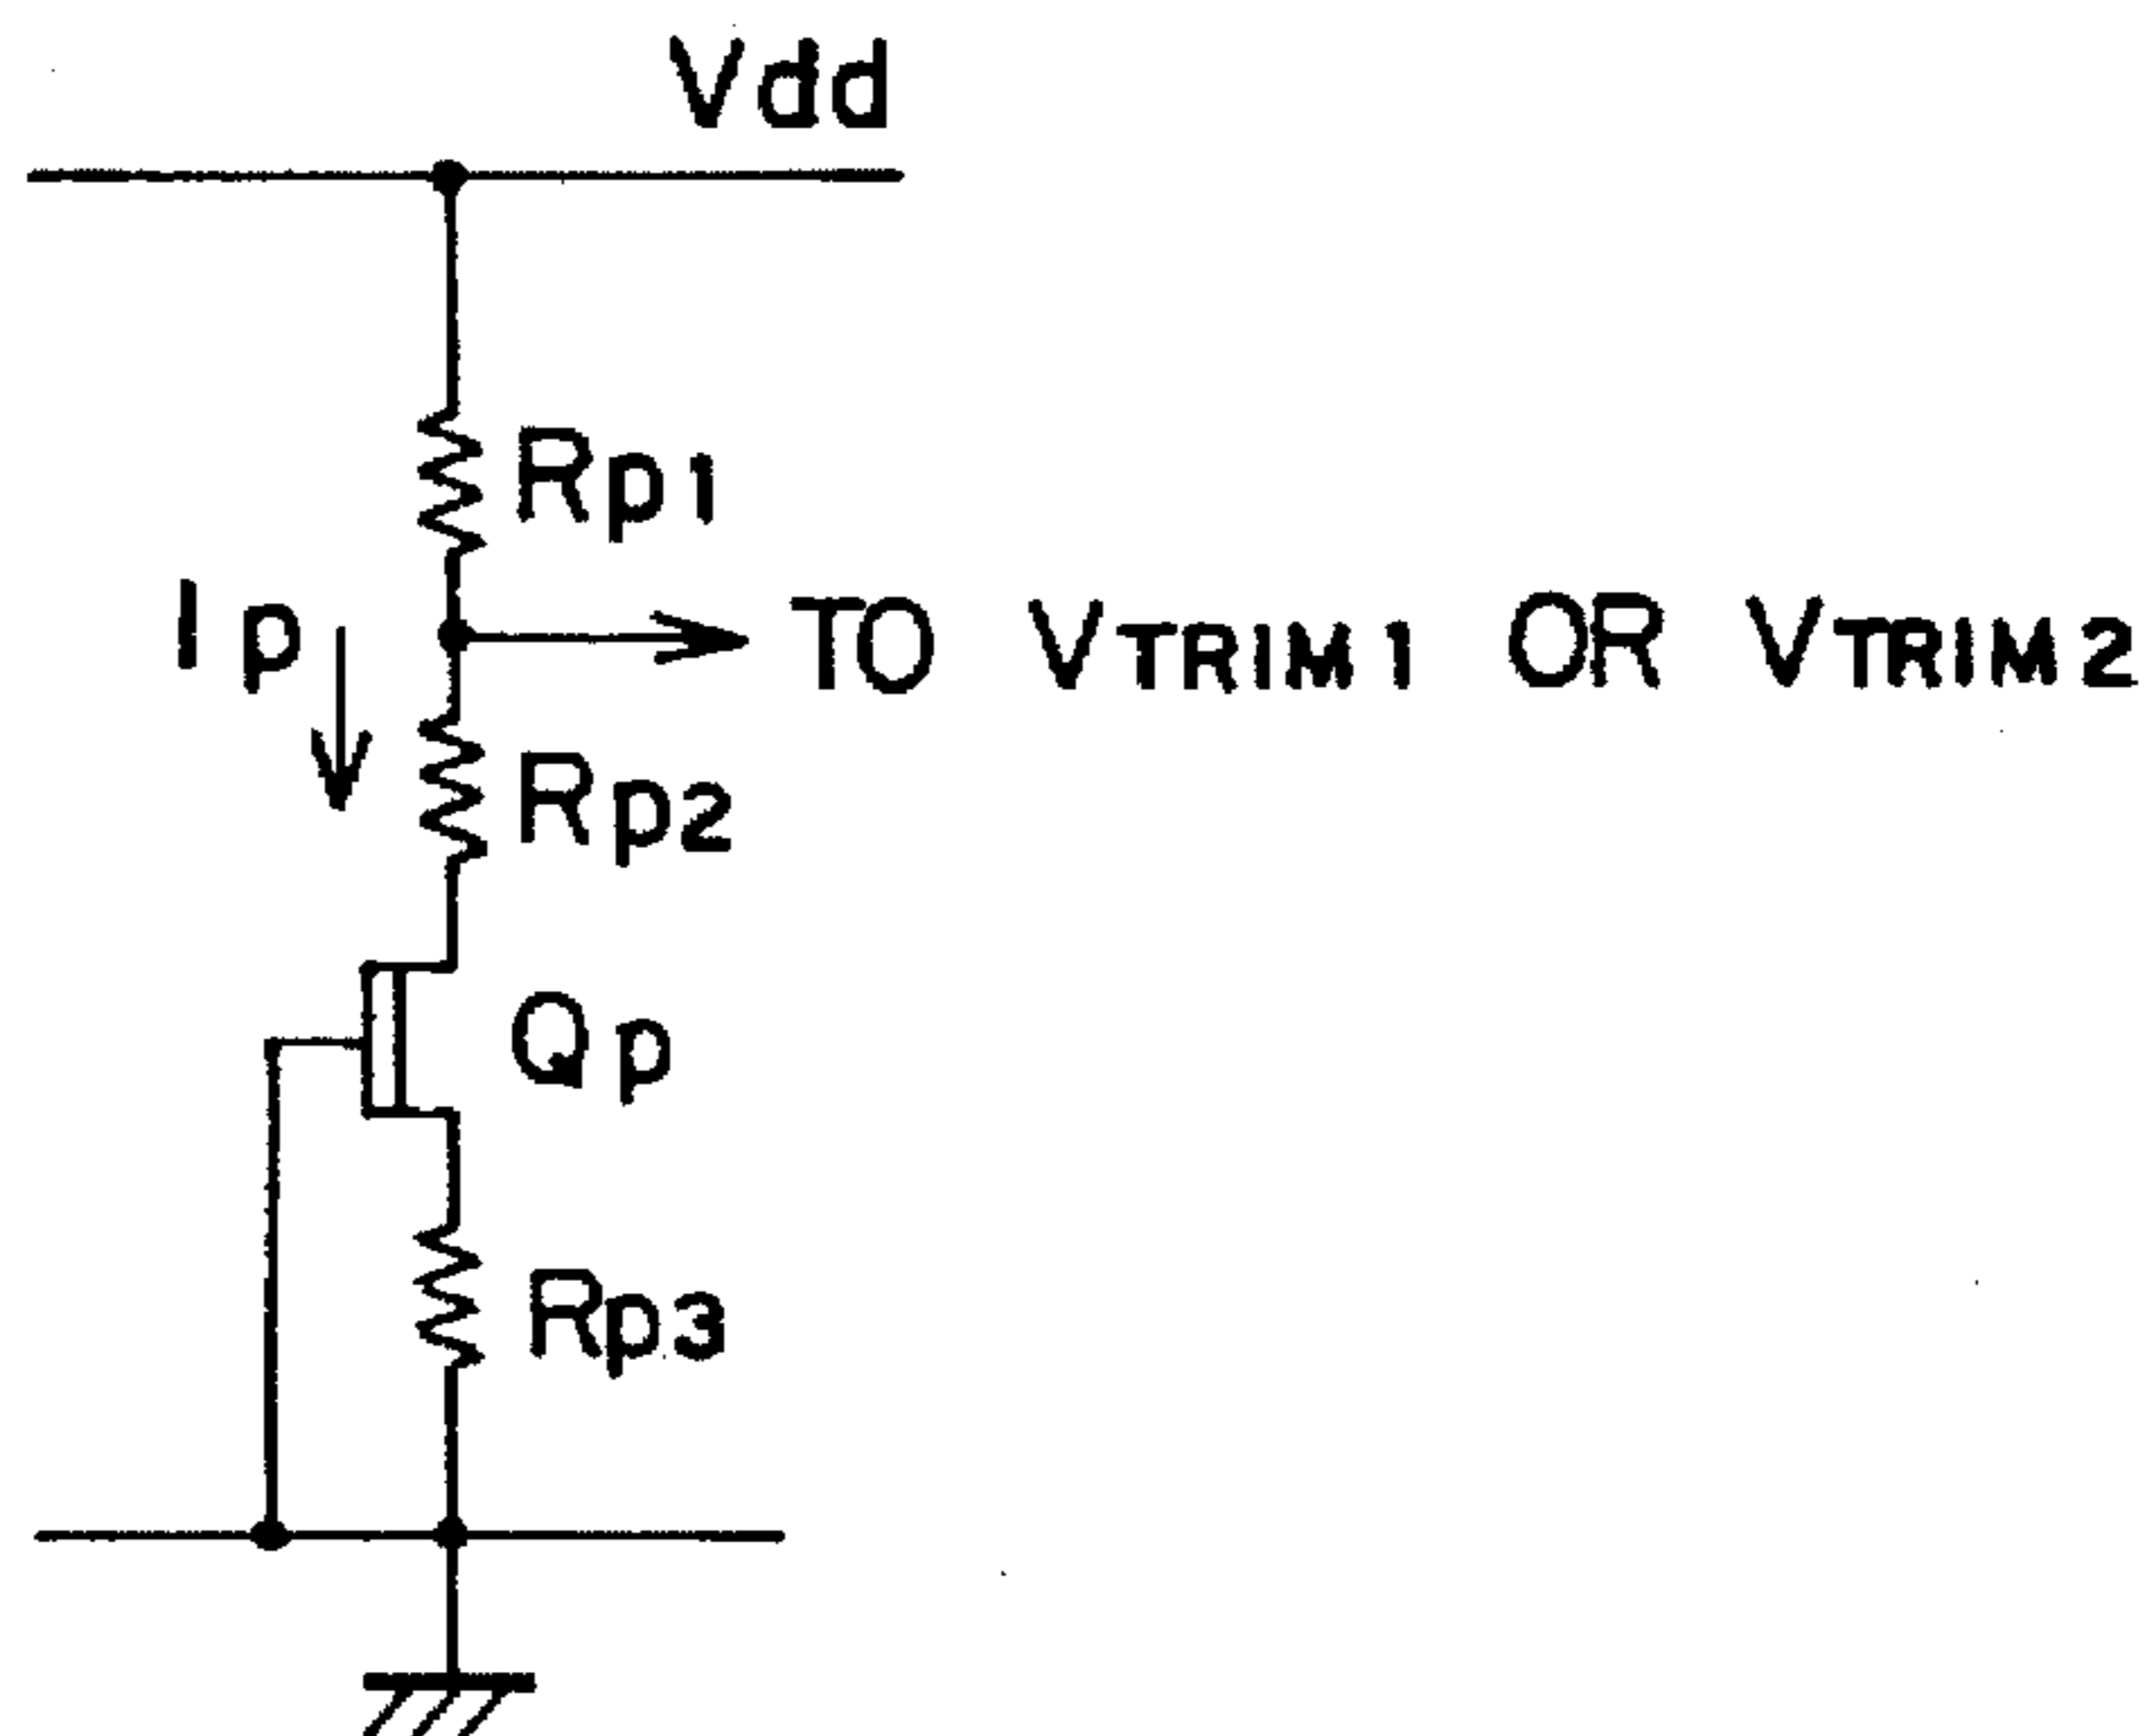 Vdd
Rp1
Ip
TO VTRIM1 OR VTRIM2
Rp2
Qp
Rp3